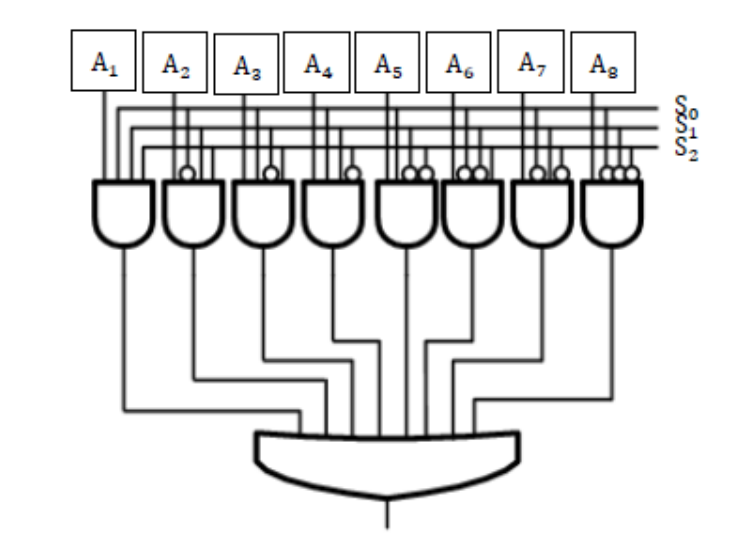 A₁ A₂ A₃ A₄ A₅ A₆ A₇ A₈
S₀
S₁
S₂